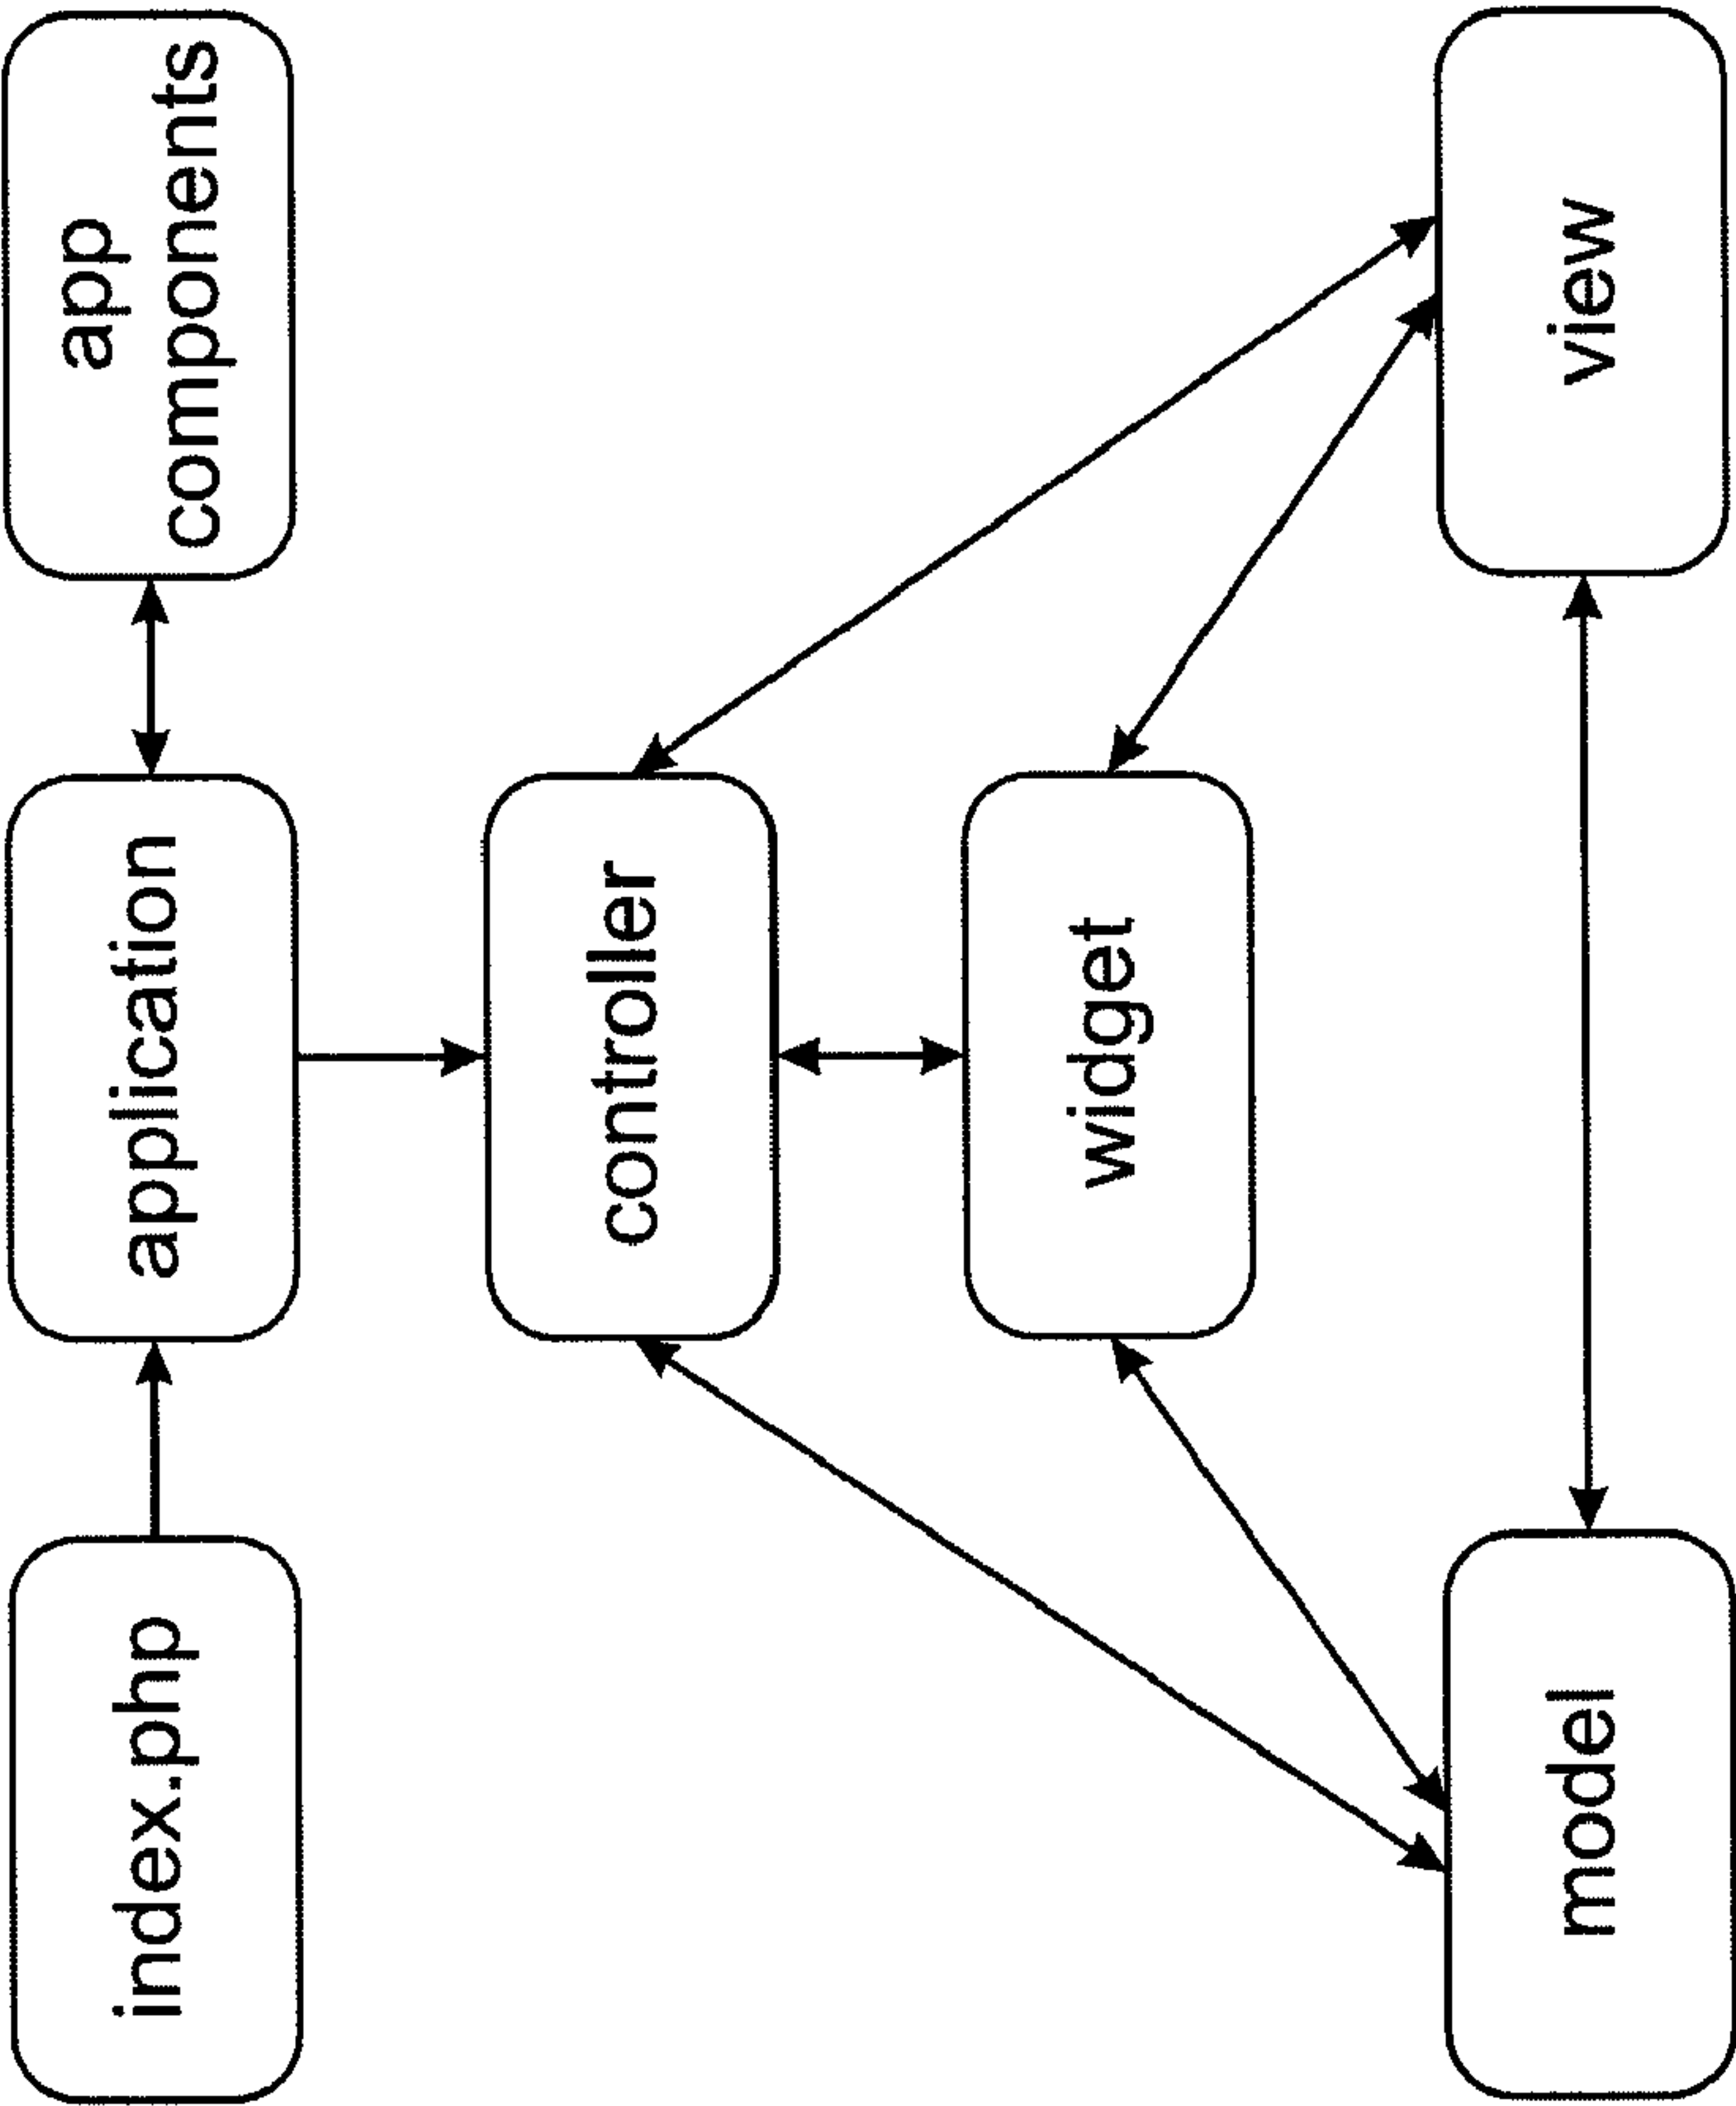 index.php
application
app
components
controller
widget
model
view